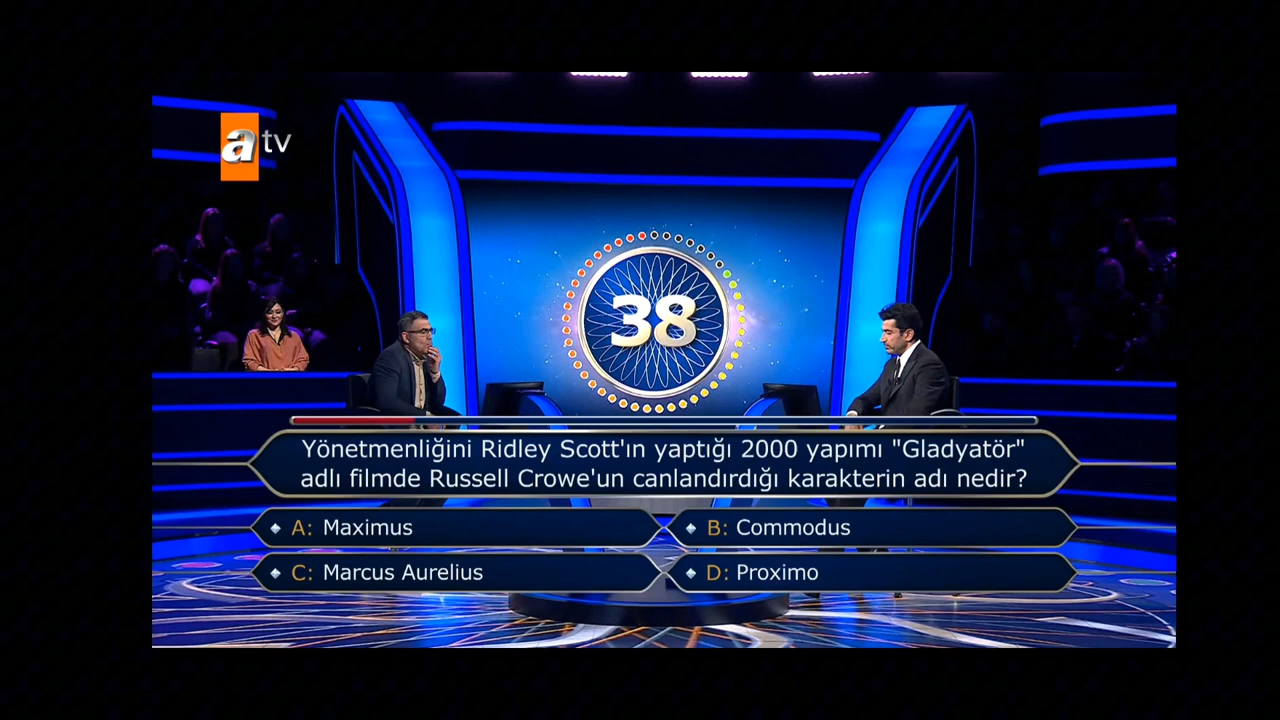 atv
38
Yönetmenliğini Ridley Scott'ın yaptığı 2000 yapımı "Gladyatör"
adlı filmde Russell Crowe'un canlandırdığı karakterin adı nedir?
A: Maximus
B: Commodus
C: Marcus Aurelius
D: Proximo